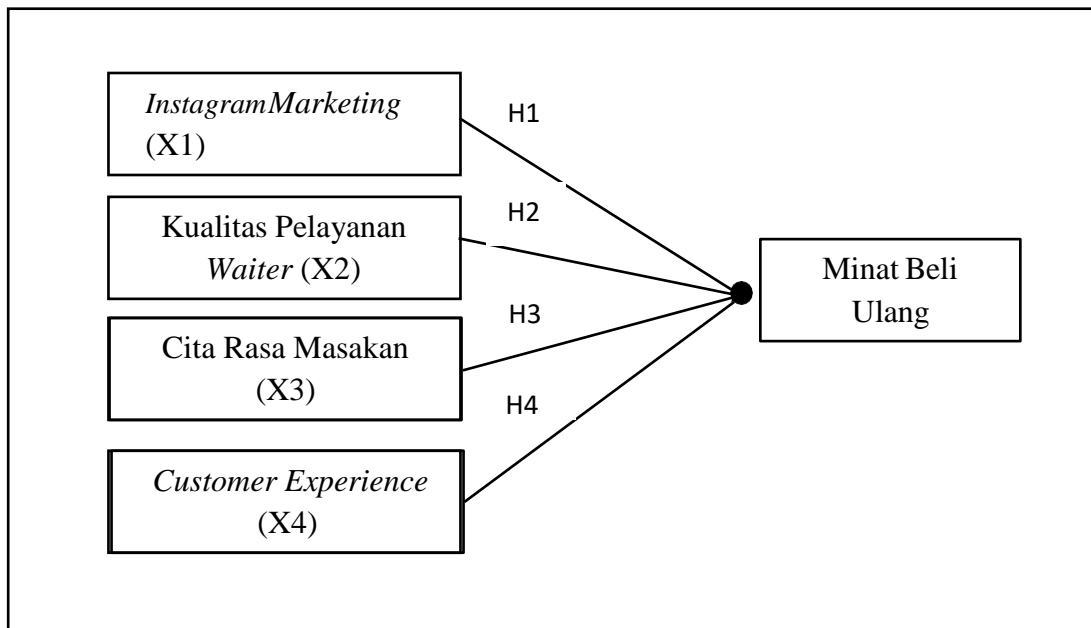 InstagramMarketing
(X1)
H1
Kualitas Pelayanan
Waiter (X2)
H2
Cita Rasa Masakan
(X3)
H3
Customer Experience
(X4)
H4
Minat Beli
Ulang